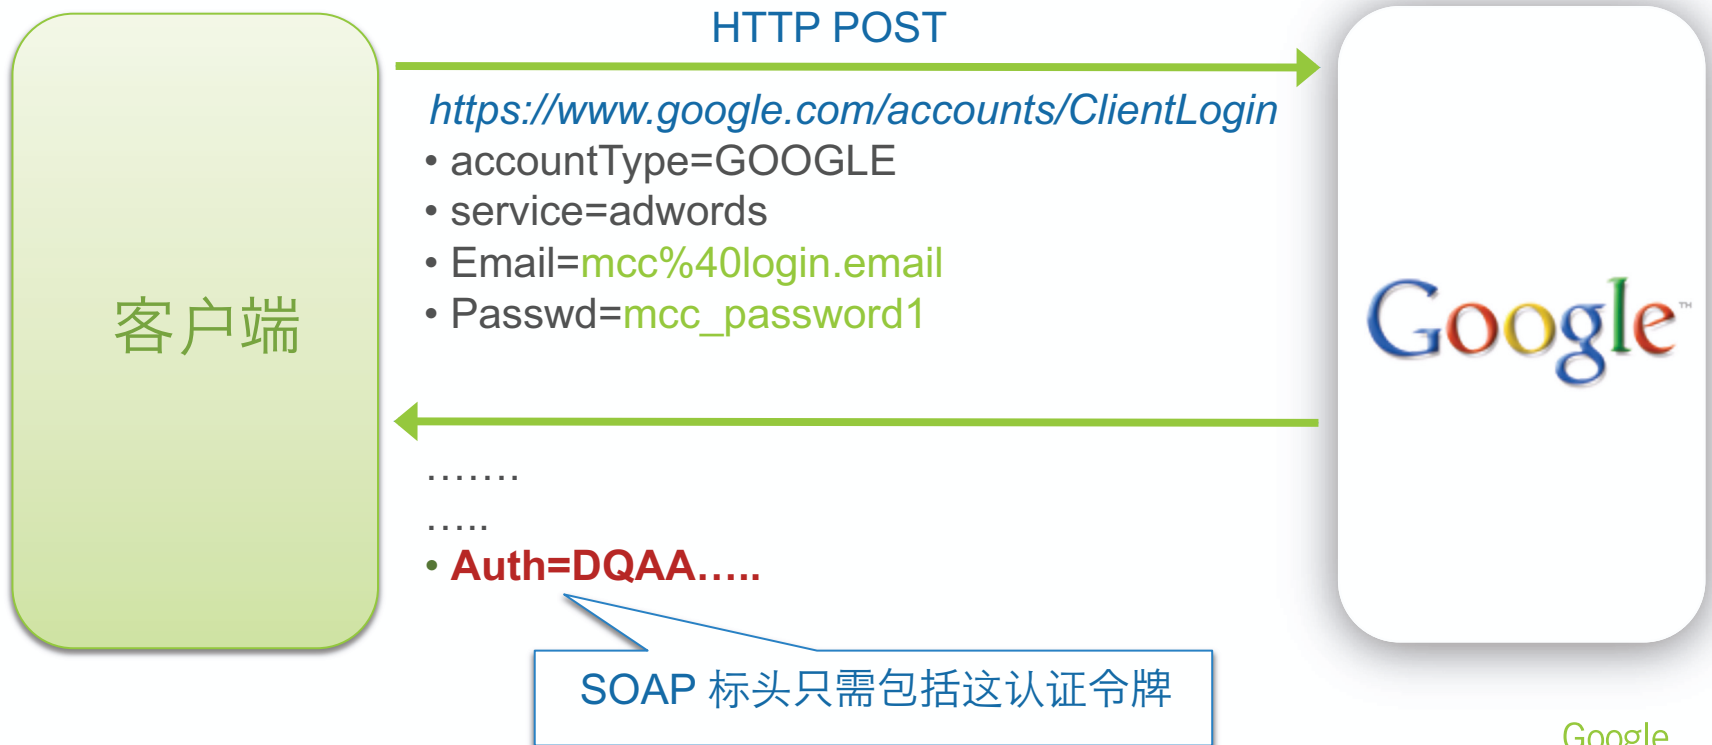 HTTP POST
https://www.google.com/accounts/ClientLogin
• accountType=GOOGLE
• service=adwords
• Email=mcc%40login.email
• Passwd=mcc_password1
客户端
Google™
…….
…..
• Auth=DQAA…..
SOAP 标头只需包括这认证令牌
Google